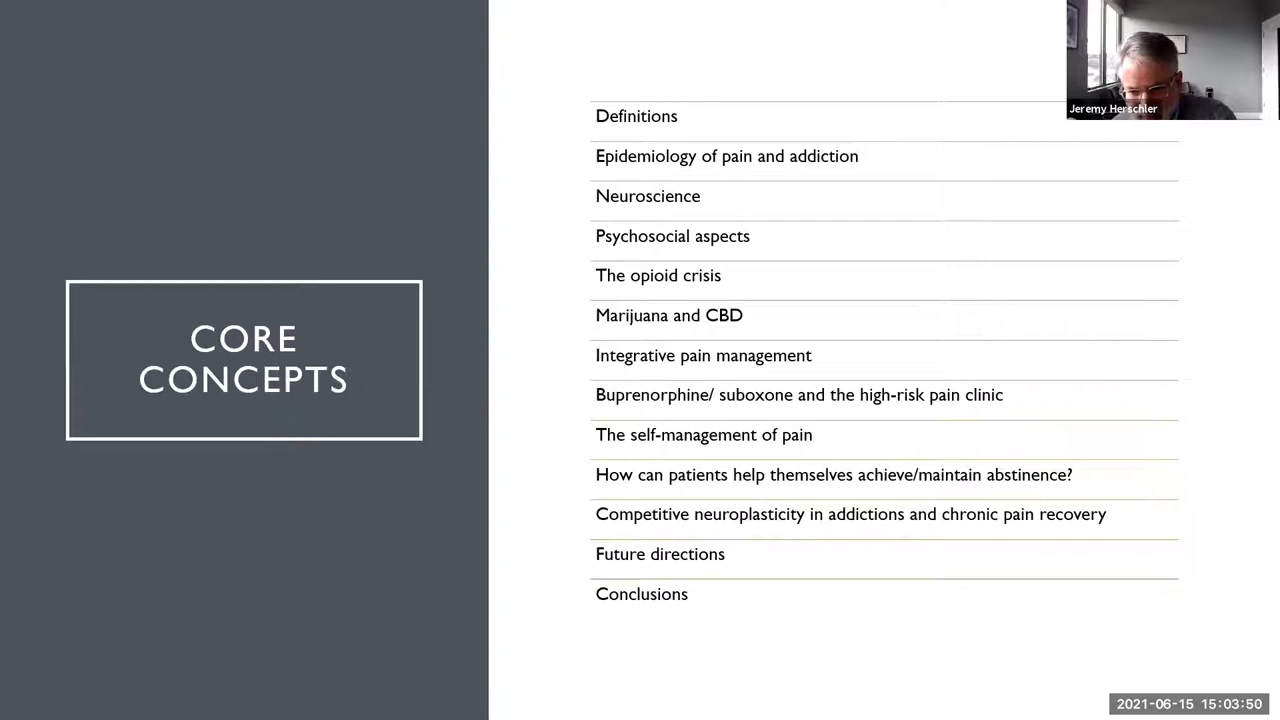 CORE
CONCEPTS
Definitions
Epidemiology of pain and addiction
Neuroscience
Psychosocial aspects
The opioid crisis
Marijuana and CBD
Integrative pain management
Buprenorphine/ suboxone and the high-risk pain clinic
The self-management of pain
How can patients help themselves achieve/maintain abstinence?
Competitive neuroplasticity in addictions and chronic pain recovery
Future directions
Conclusions
Jeremy Herschler
2021-06-15 15:03:50